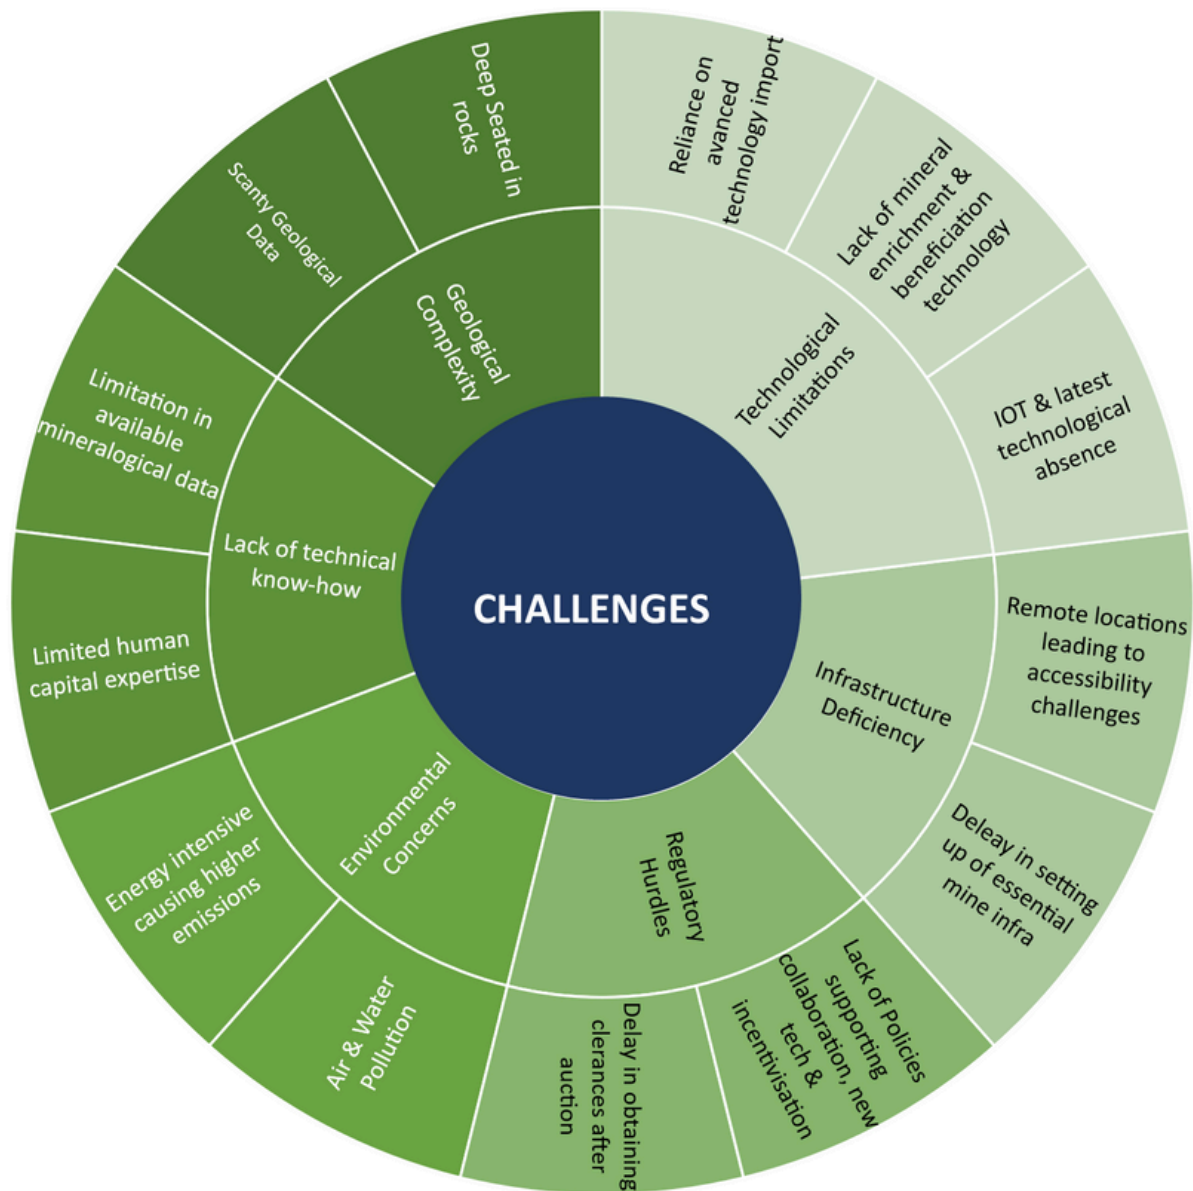 CHALLENGES
Technological
Limitations
Reliance on
avanced
technology import
Lack of mineral
enrichment &
beneficiation
technology
IOT & latest
technological
absence
Infrastructure
Deficiency
Remote locations
leading to
accessibility
challenges
Deleay in setting
up of essential
mine infra
Regulatory
Hurdles
Lack of Policies
supporting
collaboration, new
tech &
incentivisation
Delay in obtaining
clerances after
auction
Environmental
Concerns
Air & Water
Pollution
Energy intensive
causing higher
emissions
Lack of technical
know-how
Limited human
capital expertise
Limitation in
available
mineralogical data
Geological
Complexity
Scanty Geological
Data
Deep Seated in
rocks